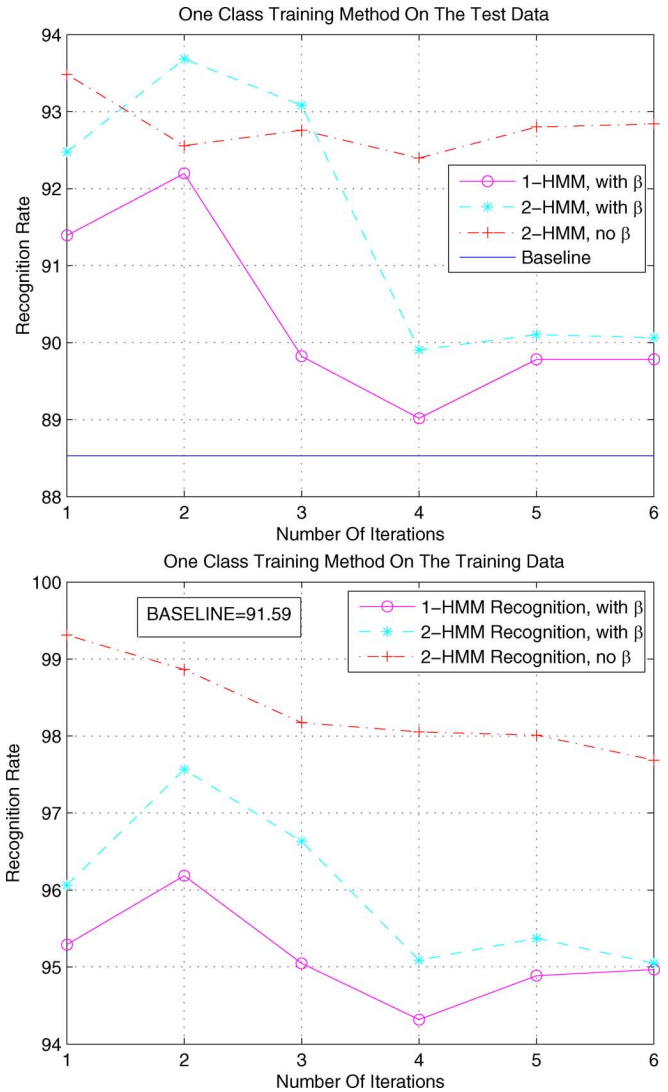 One Class Training Method On The Test Data
94
93
92
91
90
89
88
Recognition Rate
1-HMM, with β
2-HMM, with β
2-HMM, no β
Baseline
1 2 3 4 5 6
Number Of Iterations
One Class Training Method On The Training Data
100
99
98
97
96
95
94
Recognition Rate
BASELINE=91.59
1-HMM Recognition, with β
2-HMM Recognition, with β
2-HMM Recognition, no β
1 2 3 4 5 6
Number Of Iterations